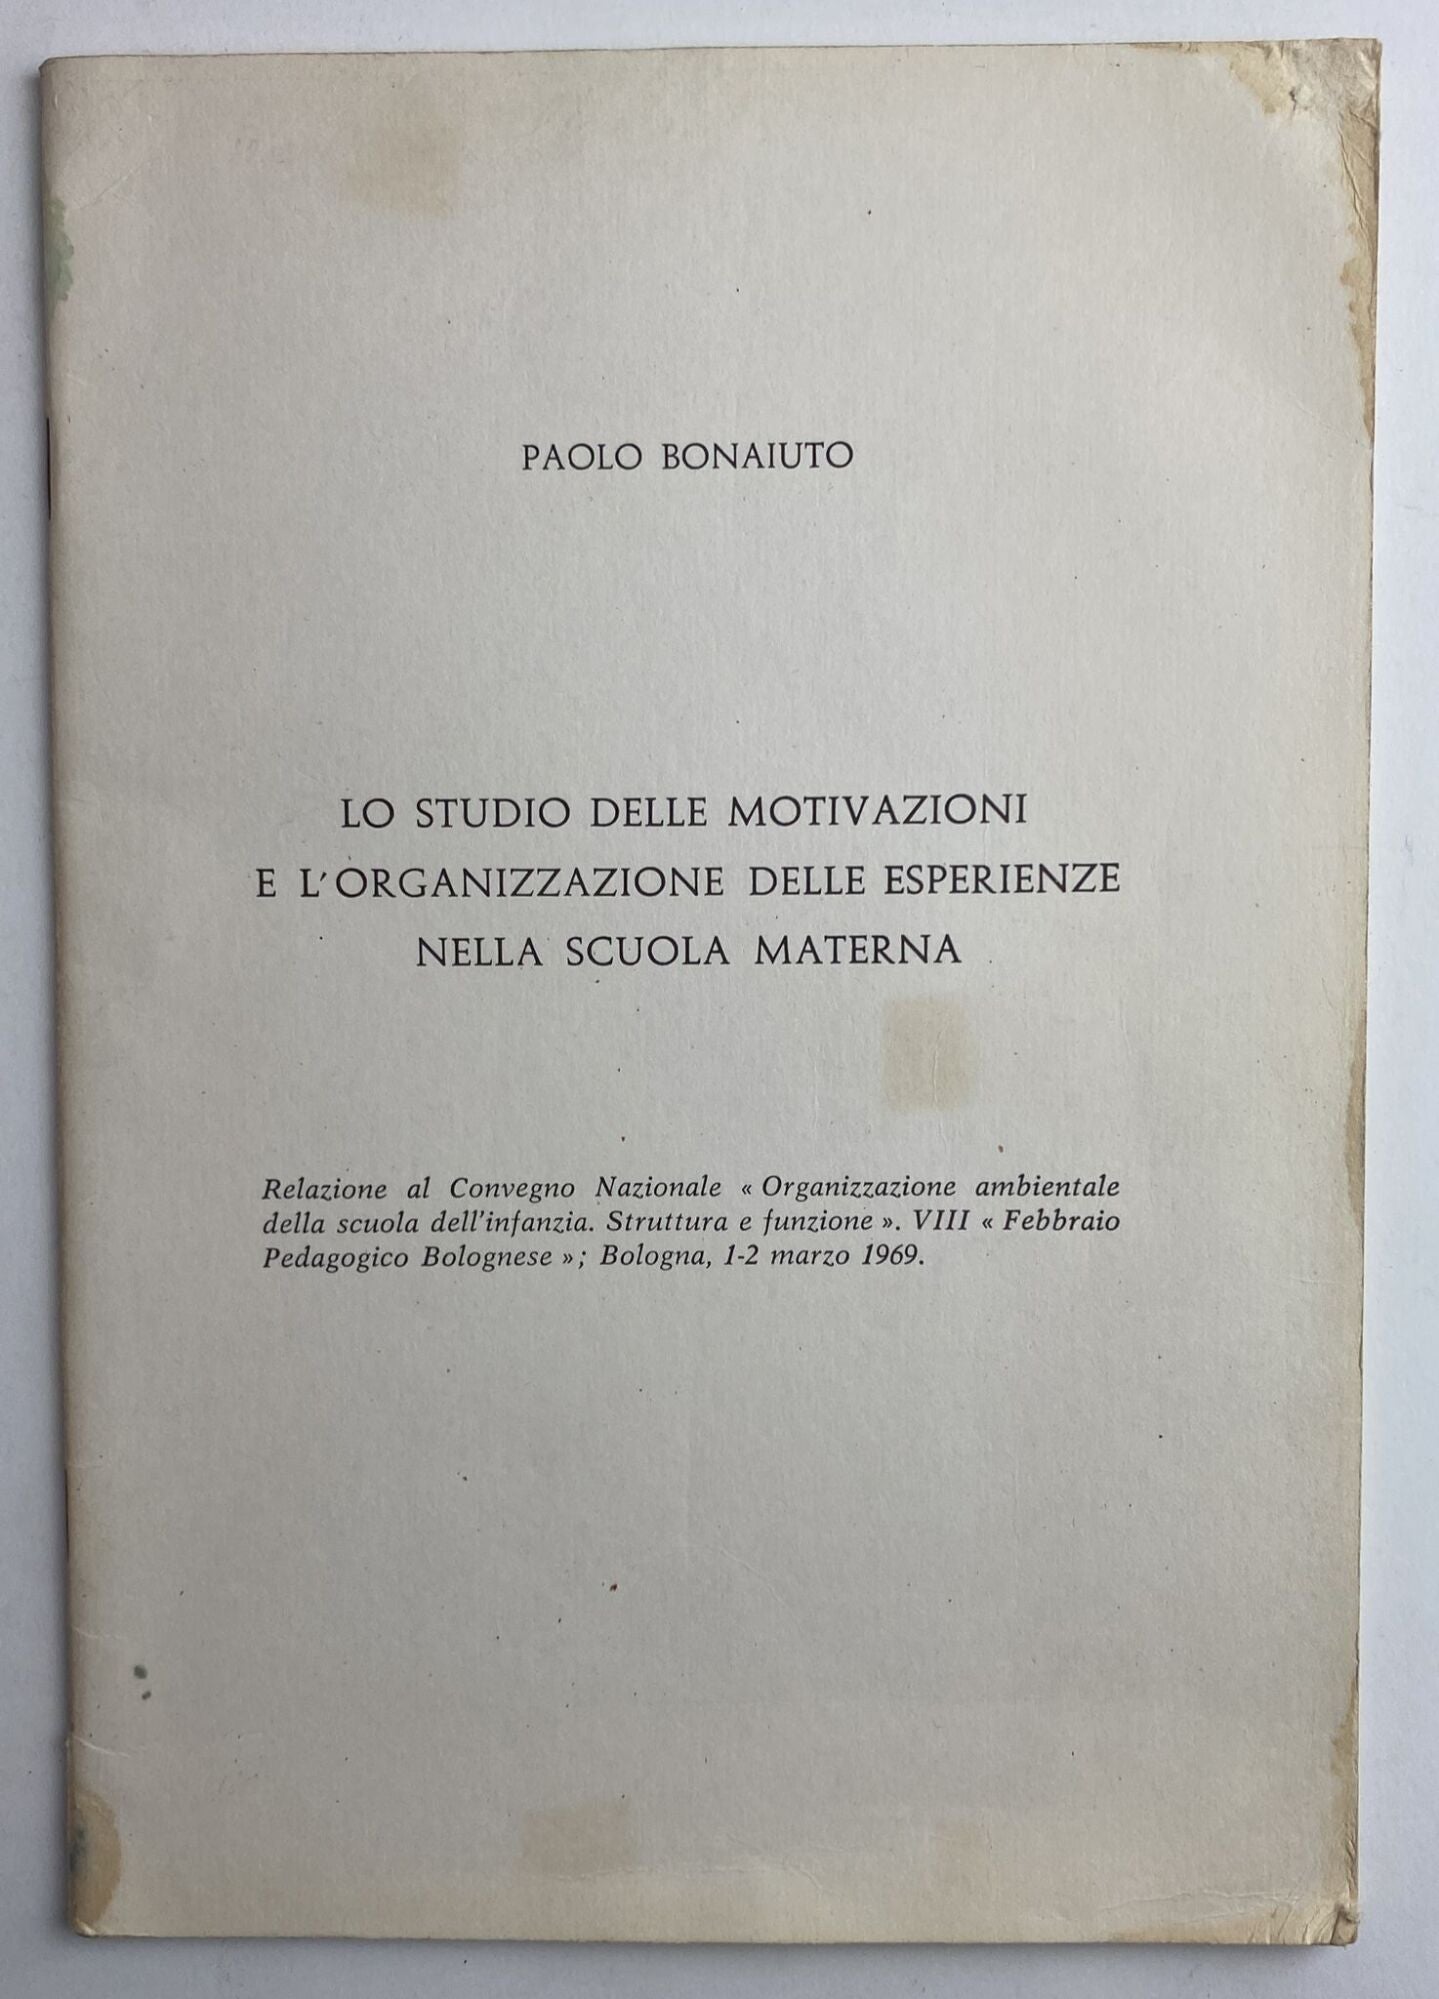 PAOLO BONAIUTO
LO STUDIO DELLE MOTIVAZIONI
E L'ORGANIZZAZIONE DELLE ESPERIENZE
NELLA SCUOLA MATERNA
Relazione al Convegno Nazionale « Organizzazione ambientale
della scuola dell'infanzia. Struttura e funzione ». VIII « Febbraio
Pedagogico Bolognese »; Bologna, 1-2 marzo 1969.